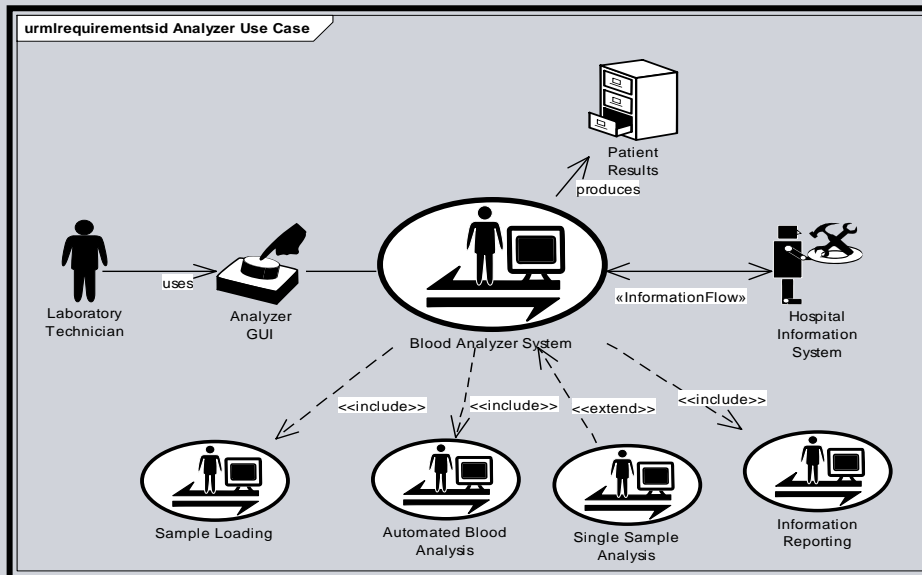 urmlrequirementsid Analyzer Use Case
Patient
Results
produces
uses
Laboratory
Technician
Analyzer
GUI
Blood Analyzer System
«InformationFlow»
Hospital
Information
System
<<include>>
<<include>>
<<extend>>
<<include>>
Sample Loading
Automated Blood
Analysis
Single Sample
Analysis
Information
Reporting